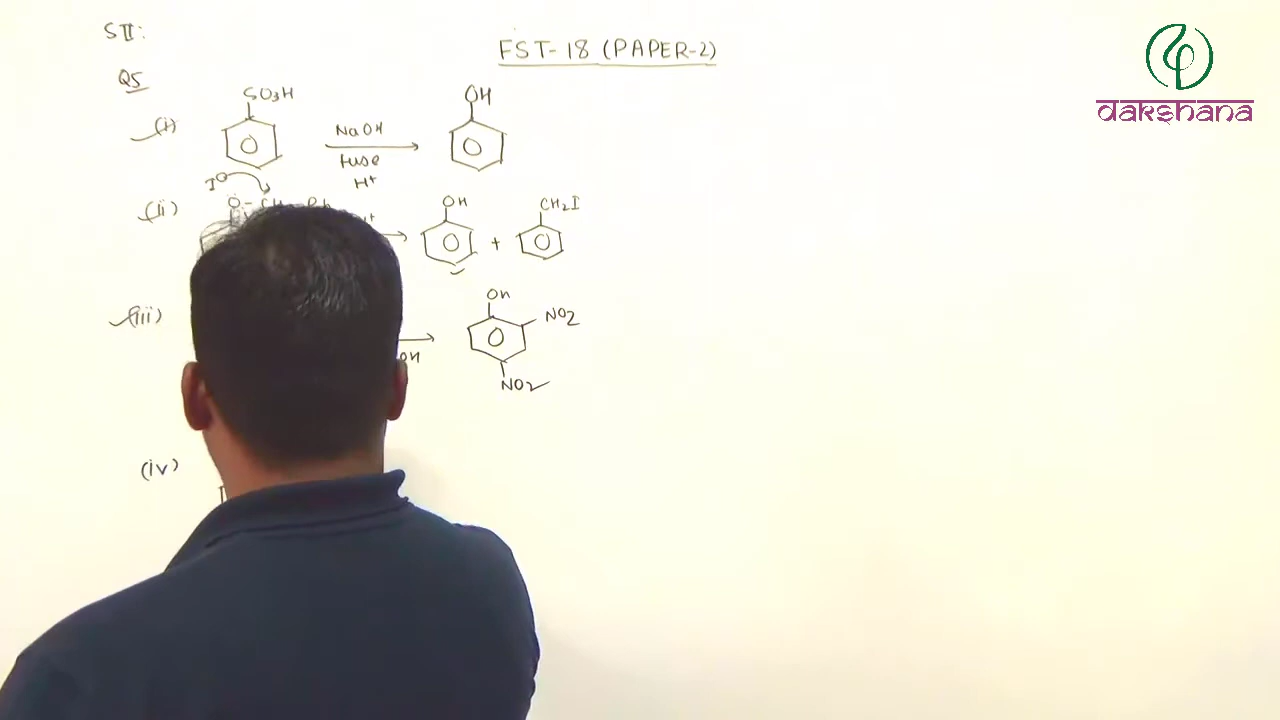 SII:
FST-18 (PAPER-2)
dakshana
Q5
(i)
SO3H
NaOH
fuse
H+
OH
(ii)
I⊖
Ö-
OH
+
CH2I
(iii)
OH
OH
NO2
NO2
(iv)